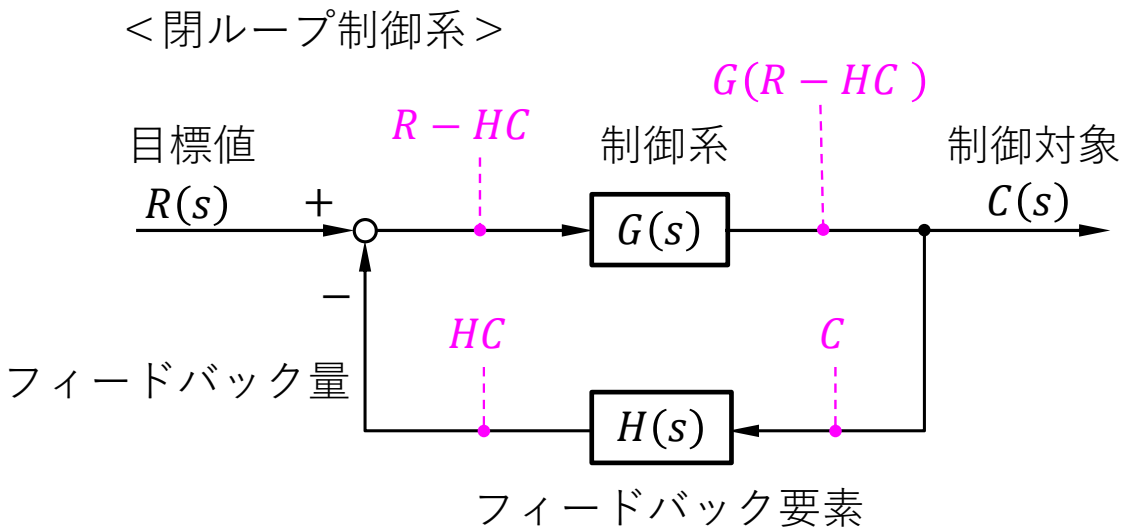 ＜閉ループ制御系＞
G(R − HC )
R − HC
目標値
制御系
制御対象
R(s)
+
G(s)
C(s)
−
HC
C
フィードバック量
H(s)
フィードバック要素